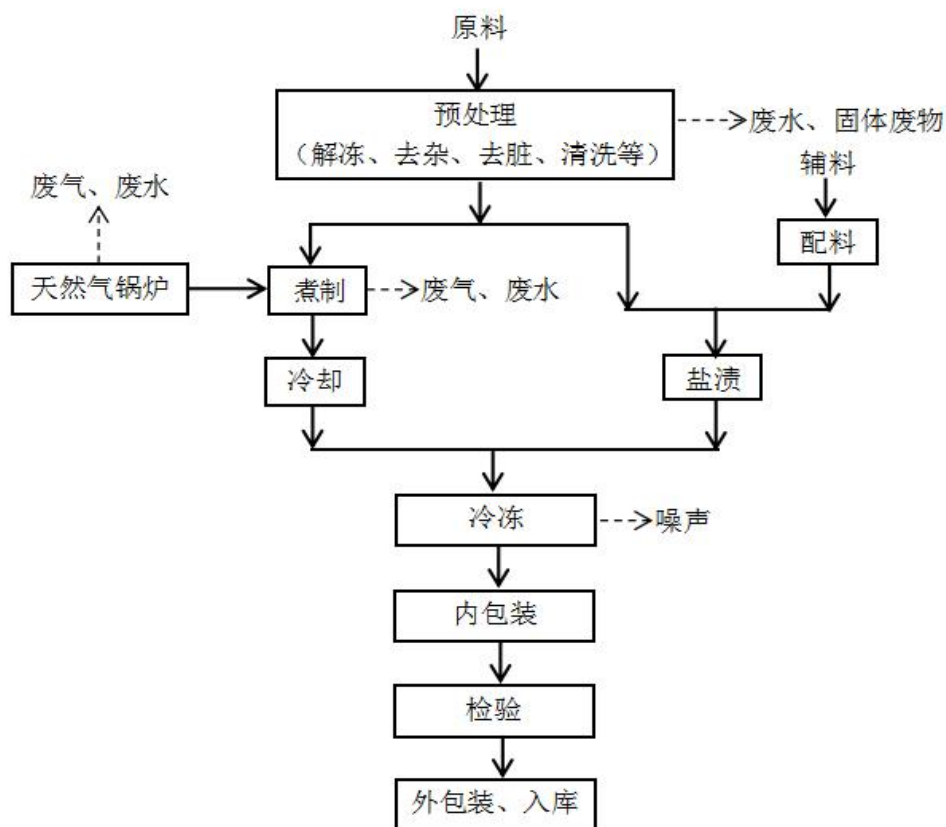 原料
预处理
（解冻、去杂、去脏、清洗等）
废水、固体废物
辅料
废气、废水
配料
天然气锅炉
煮制
废气、废水
冷却
盐渍
冷冻
噪声
内包装
检验
外包装、入库